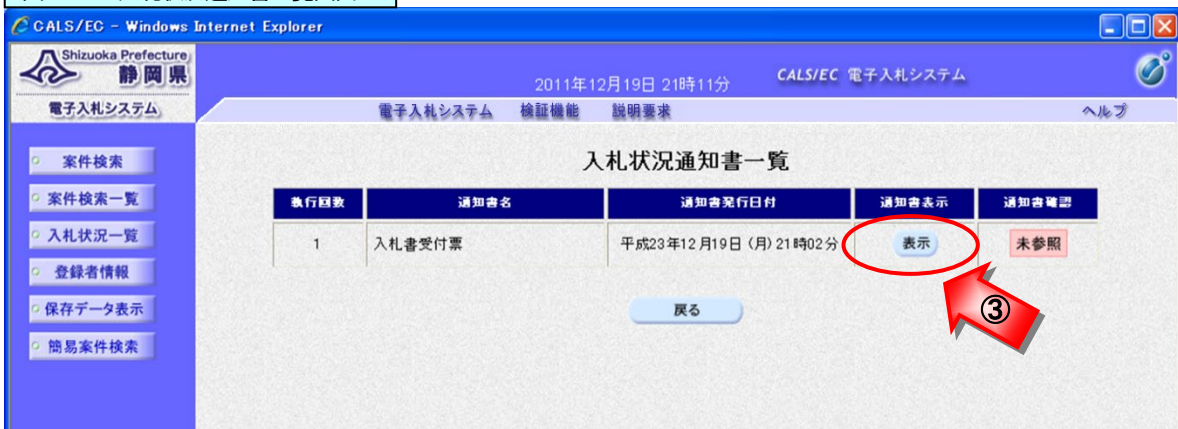 CALS/EC - Windows Internet Explorer
Shizuoka Prefecture
静岡県
2011年12月19日 21時11分
CALS/EC 電子入札システム
電子入札システム
電子入札システム 検証機能 説明要求
ヘルプ
案件検索
案件検索一覧
入札状況一覧
登録者情報
保存データ表示
簡易案件検索
入札状況通知書一覧
執行回数 通知書名 通知書発行日付 通知書表示 通知書確認
1 入札書受付票 平成23年12月19日(月)21時02分 表示 未参照
戻る
③